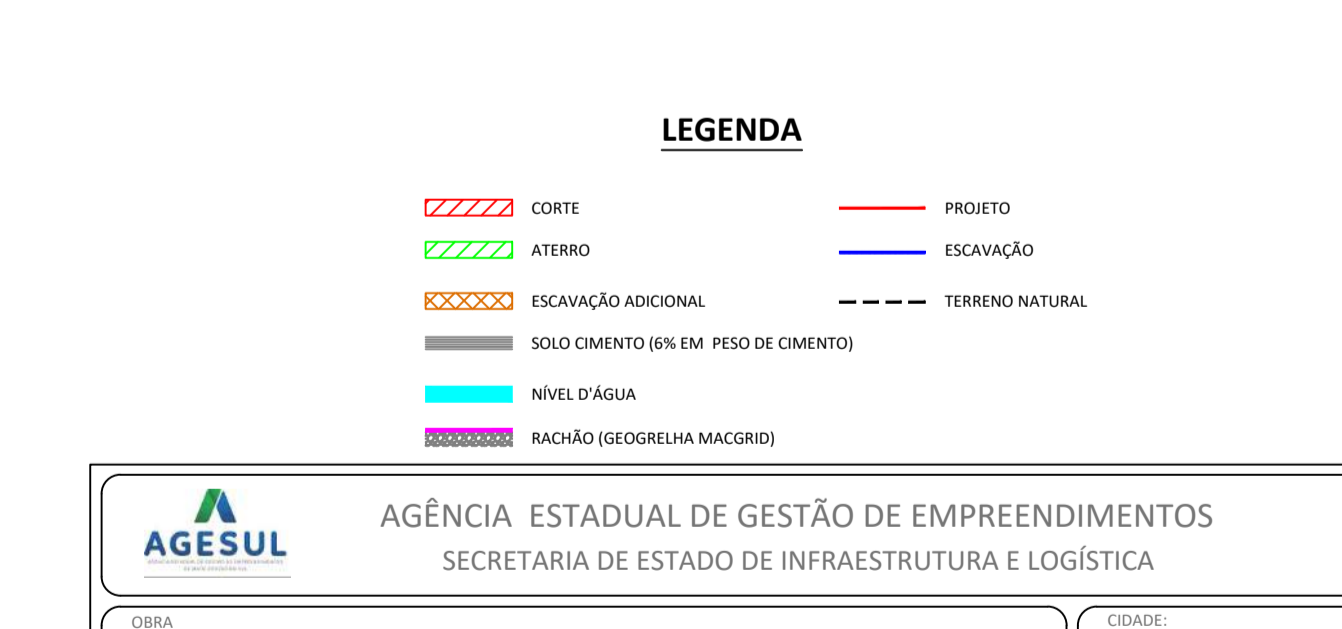 LEGENDA
CORTE
PROJETO
ATERRO
ESCAVAÇÃO
ESCAVAÇÃO ADICIONAL
TERRENO NATURAL
SOLO CIMENTO (6% EM PESO DE CIMENTO)
NÍVEL D'ÁGUA
RACHÃO (GEOGRELHA MACGRID)
AGESUL
AGÊNCIA ESTADUAL DE GESTÃO DE EMPREENDIMENTOS
SECRETARIA DE ESTADO DE INFRAESTRUTURA E LOGÍSTICA
OBRA
CIDADE: